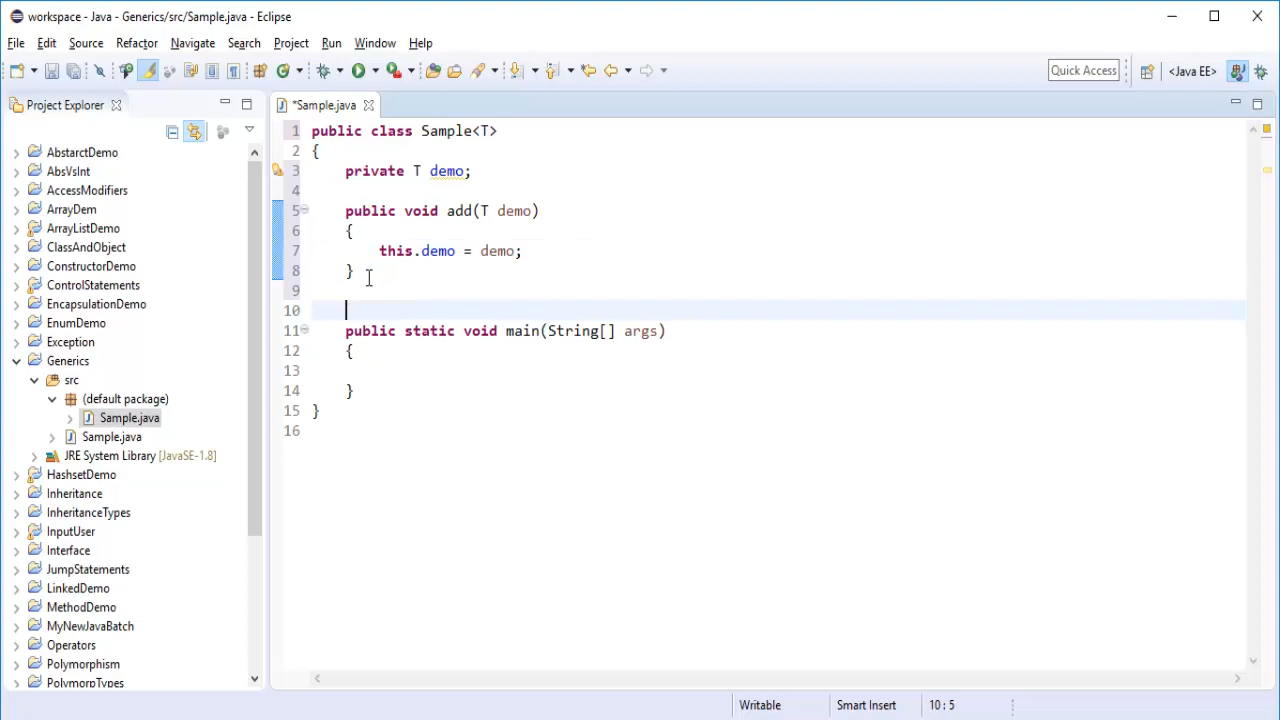 workspace - Java - Generics/src/Sample.java - Eclipse
File Edit Source Refactor Navigate Search Project Run Window Help
Quick Access <Java EE>
Project Explorer *Sample.java
AbstarctDemo
AbsVsInt
AccessModifiers
ArrayDem
ArrayListDemo
ClassAndObject
ConstructorDemo
ControlStatements
EncapsulationDemo
EnumDemo
Exception
Generics
src
(default package)
Sample.java
Sample.java
JRE System Library [JavaSE-1.8]
HashsetDemo
Inheritance
InheritanceTypes
InputUser
Interface
JumpStatements
LinkedDemo
MethodDemo
MyNewJavaBatch
Operators
Polymorphism
PolymorpTypes
1 public class Sample<T>
2 {
3 private T demo;
4
5 public void add(T demo)
6 {
7 this.demo = demo;
8 }
9
10
11 public static void main(String[] args)
12 {
13
14 }
15 }
16
Writable Smart Insert 10 : 5